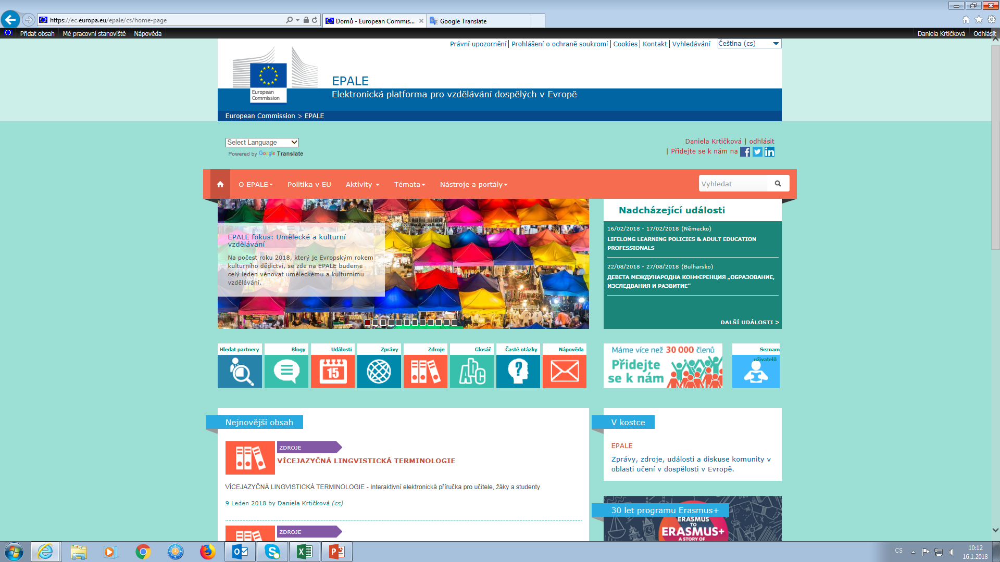 https://ec.europa.eu/epale/cs/home-page
Domů - European Commis...
Google Translate
Přidat obsah
Mé pracovní stanoviště
Nápověda
Daniela Krtičková
Odhlásit
Právní upozornění
Prohlášení o ochraně soukromí
Cookies
Kontakt
Vyhledávání
Čeština (cs)
European
Commission
EPALE
Elektronická platforma pro vzdělávání dospělých v Evropě
European Commission > EPALE
Select Language
Powered by Google Translate
Daniela Krtičková | odhlásit
| Přidejte se k nám na
O EPALE
Politika v EU
Aktivity
Témata
Nástroje a portály
Vyhledat
EPALE fokus: Umělecké a kulturní
vzdělávání
Na počest roku 2018, který je Evropským rokem
kulturního dědictví, se zde na EPALE budeme
celý leden věnovat uměleckému a kulturnímu
vzdělávání.
Nadcházející události
16/02/2018 - 17/02/2018 (Německo)
LIFELONG LEARNING POLICIES & ADULT EDUCATION
PROFESSIONALS
22/08/2018 - 27/08/2018 (Bulharsko)
ДЕВЕТА МЕЖДУНАРОДНА КОНФЕРЕНЦИЯ „ОБРАЗОВАНИЕ,
ИЗСЛЕДВАНИЯ И РАЗВИТИЕ”
DALŠÍ UDÁLOSTI >
Hledat partnery
Blogy
Události
15
Zprávy
Zdroje
Glosář
ABC
Časté otázky
?
Nápověda
Máme více než 30 000 členů
Přidejte
se k nám
Seznam
uživatelů
Nejnovější obsah
ZDROJE
VÍCEJAZYČNÁ LINGVISTICKÁ TERMINOLOGIE
VÍCEJAZYČNÁ LINGVISTICKÁ TERMINOLOGIE - Interaktivní elektronická příručka pro učitele, žáky a studenty
9 Leden 2018 by Daniela Krtičková (cs)
ZDROJE
V kostce
EPALE
Zprávy, zdroje, události a diskuse komunity v
oblasti učení v dospělosti v Evropě.
30 let programu Erasmus+
ERASMUS
TO
ERASMUS+
A STORY OF
CS
10:12
16.1.2018